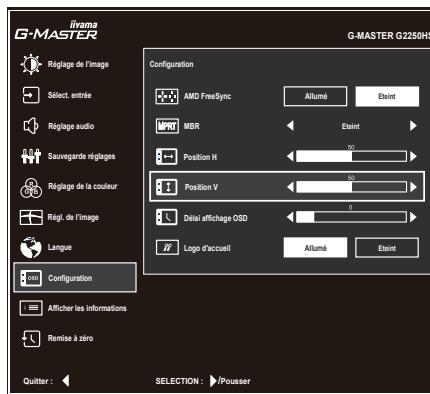 iiyama
G-MASTER
G-MASTER G2250HS
Réglage de l'image
Configuration
Sélect. entrée
AMD FreeSync
Allumé
Eteint
Réglage audio
MPRT
MBR
Eteint
Sauvegarde réglages
Position H
50
Réglage de la couleur
R
G B
Position V
50
Régl. de l'image
Délai affichage OSD
5
Langue
Logo d'accueil
Allumé
Eteint
OSD
Configuration
Afficher les informations
Remise à zéro
Quitter :
SELECTION : /Pousser